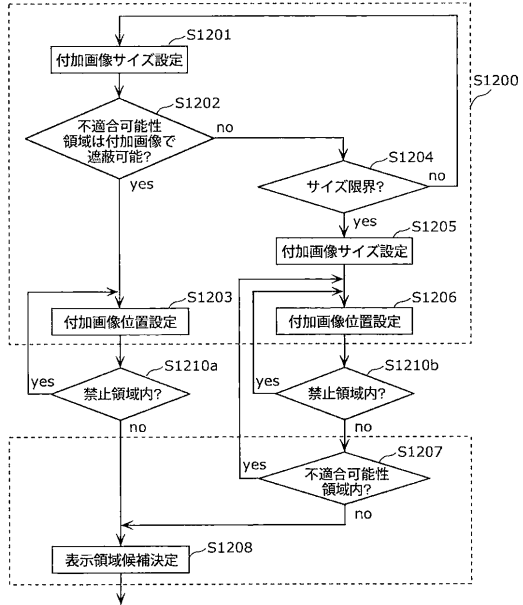 S1201
付加画像サイズ設定
S1200
S1202
不適合可能性
領域は付加画像で
遮蔽可能?
no
yes
S1204
サイズ限界?
no
yes
S1205
付加画像サイズ設定
S1203
付加画像位置設定
S1206
付加画像位置設定
S1210a
禁止領域内?
yes
no
S1210b
禁止領域内?
yes
no
S1207
不適合可能性
領域内?
yes
no
S1208
表示領域候補決定